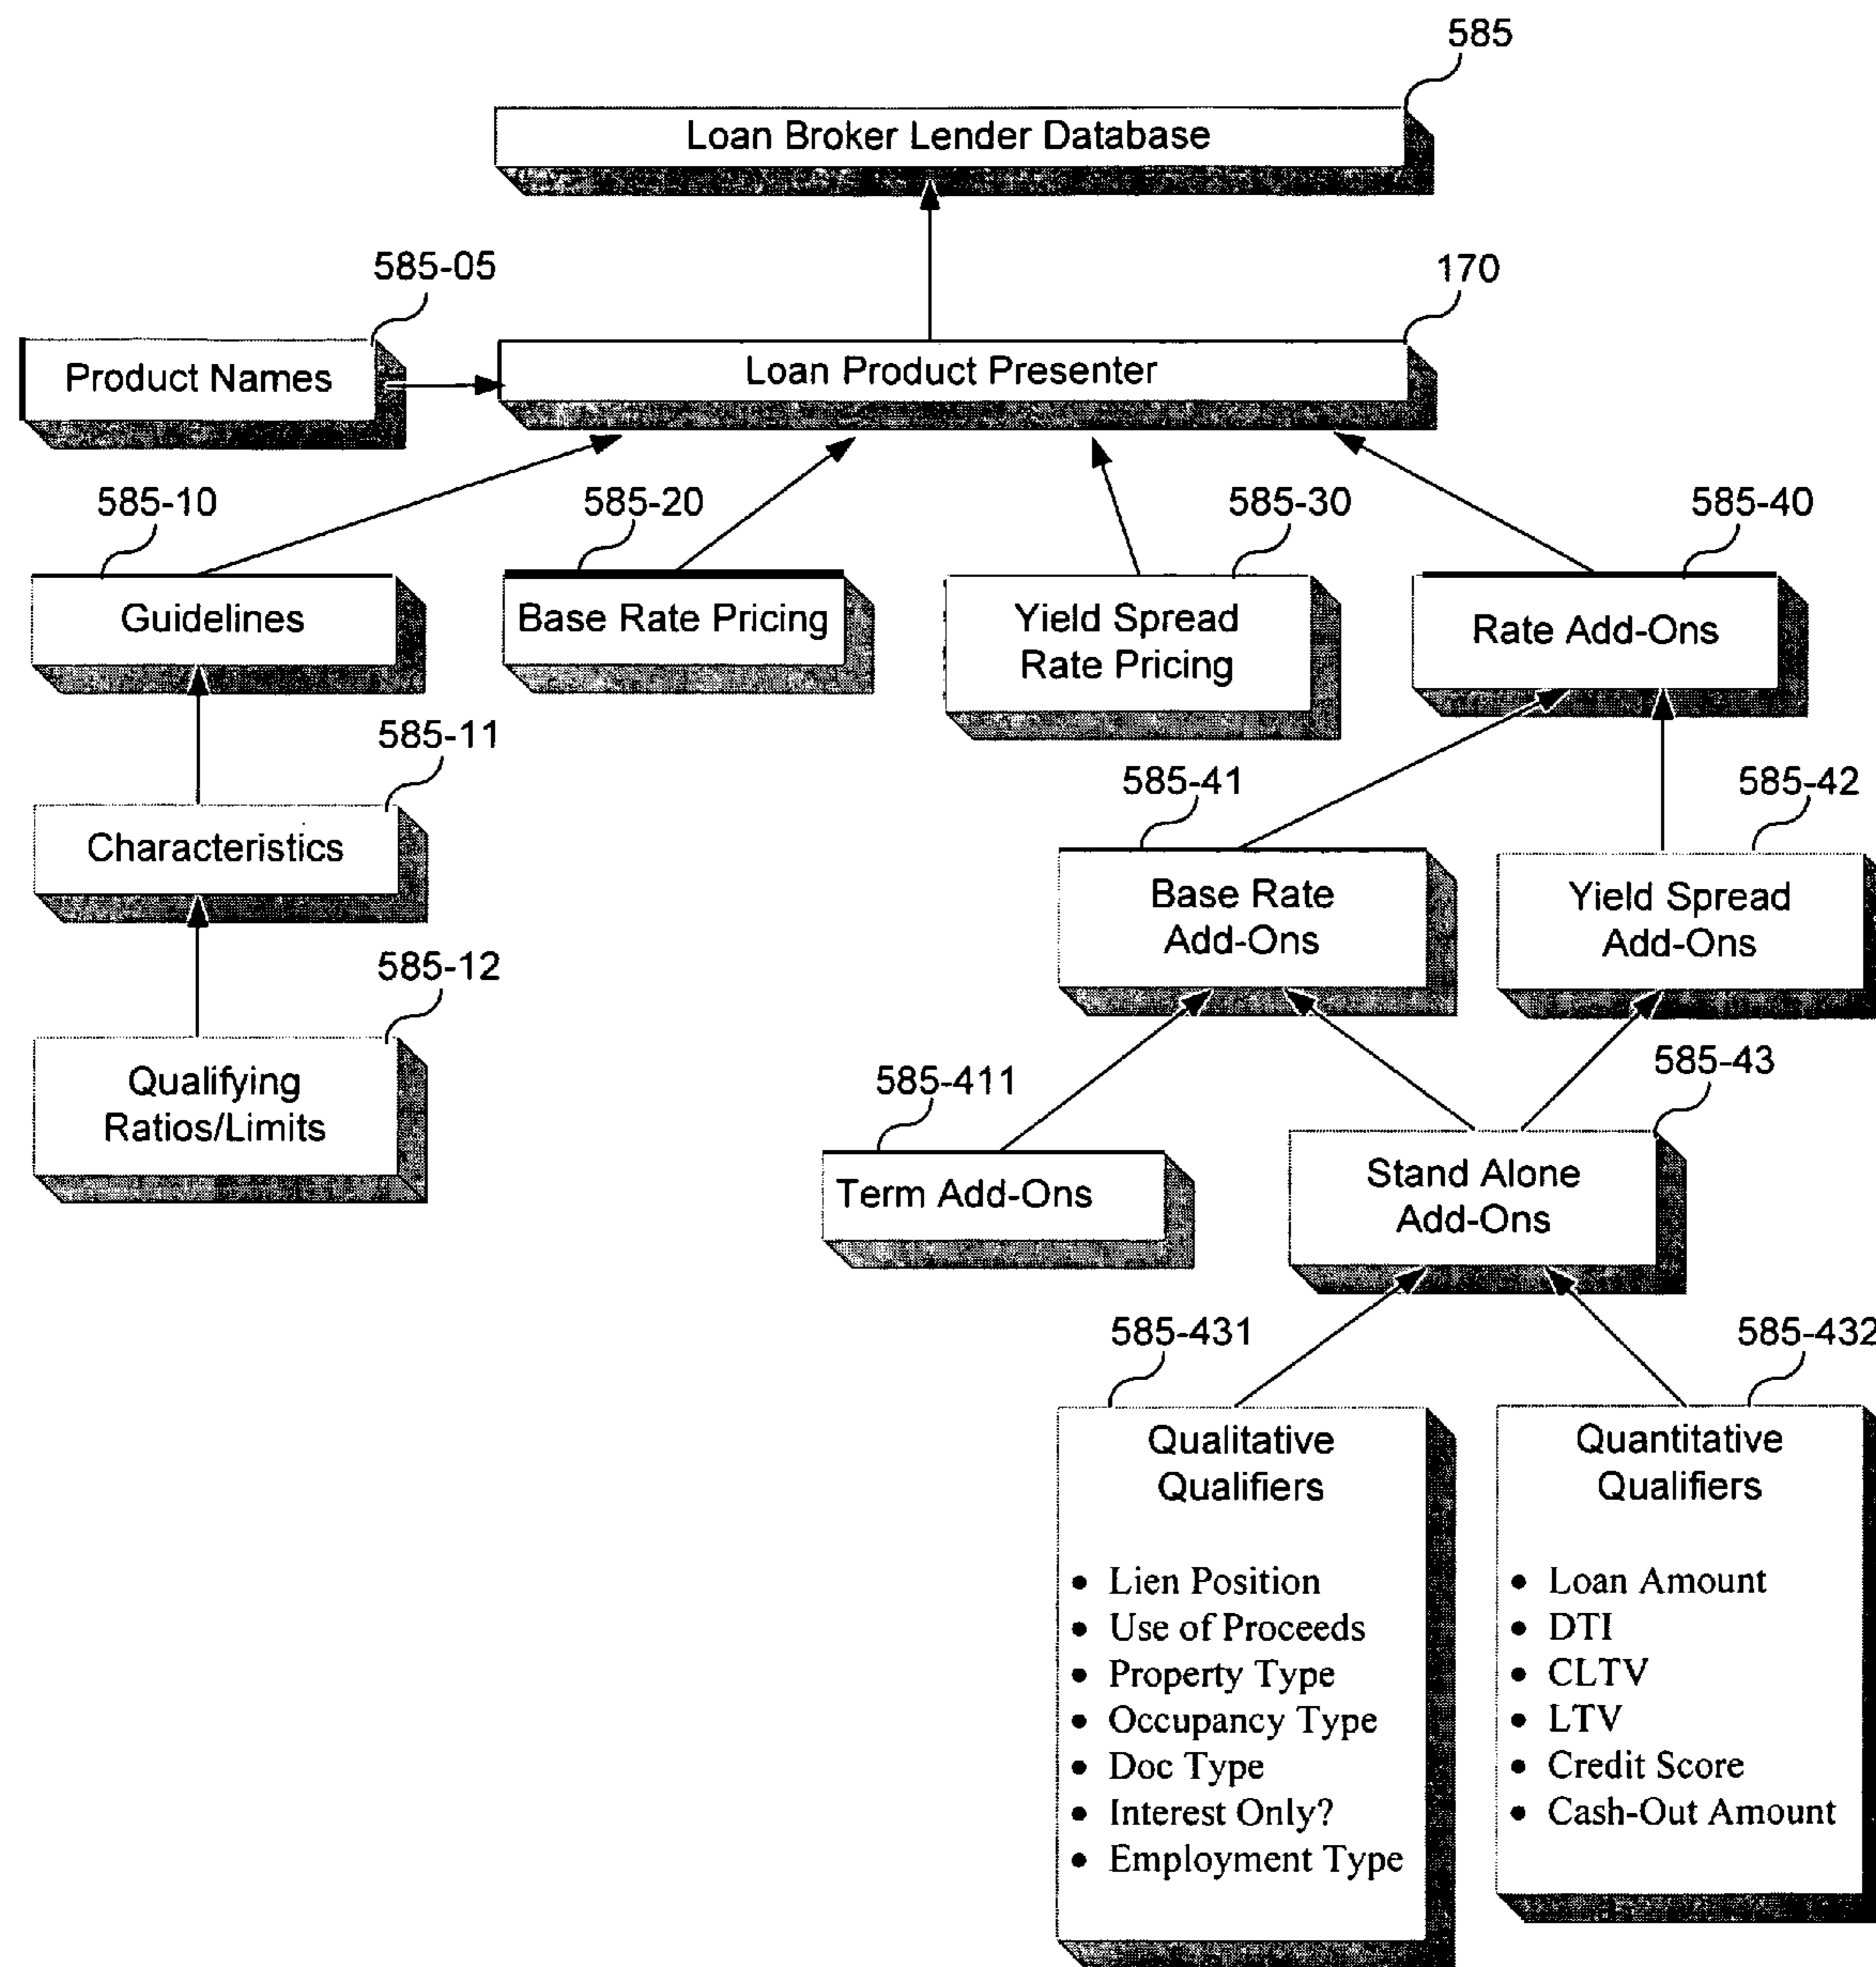 585
Loan Broker Lender Database
585-05
170
Product Names
Loan Product Presenter
585-10
585-20
585-30
585-40
Guidelines
Base Rate Pricing
Yield Spread
Rate Pricing
Rate Add-Ons
585-11
585-41
585-42
Characteristics
Base Rate
Add-Ons
Yield Spread
Add-Ons
585-12
Qualifying
Ratios/Limits
585-411
585-43
Term Add-Ons
Stand Alone
Add-Ons
585-431
585-432
Qualitative
Qualifiers
• Lien Position
• Use of Proceeds
• Property Type
• Occupancy Type
• Doc Type
• Interest Only?
• Employment Type
Quantitative
Qualifiers
• Loan Amount
• DTI
• CLTV
• LTV
• Credit Score
• Cash-Out Amount